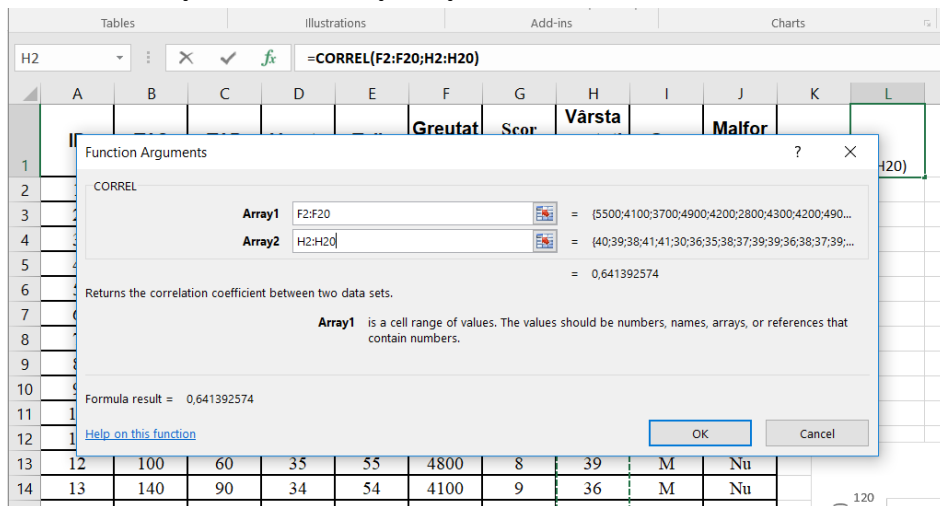 Tables Illustrations Add-ins Charts
H2 fx =CORREL(F2:F20;H2:H20)
A B C D E F G H I J K L
1 Greutat Scor Vârsta Malfor H20)
Function Arguments ? ×
CORREL
Array1 F2:F20 = {5500;4100;3700;4900;4200;2800;4300;4200;490...
Array2 H2:H20 = {40;39;38;41;41;30;36;35;38;37;39;39;36;38;37;39;...
= 0,641392574
Returns the correlation coefficient between two data sets.
Array1 is a cell range of values. The values should be numbers, names, arrays, or references that
contain numbers.
Formula result = 0,641392574
Help on this function OK Cancel
2
3
4
5
6
7
8
9
10
11
12
13 12 100 60 35 55 4800 8 39 M Nu
14 13 140 90 34 54 4100 9 36 M Nu
120